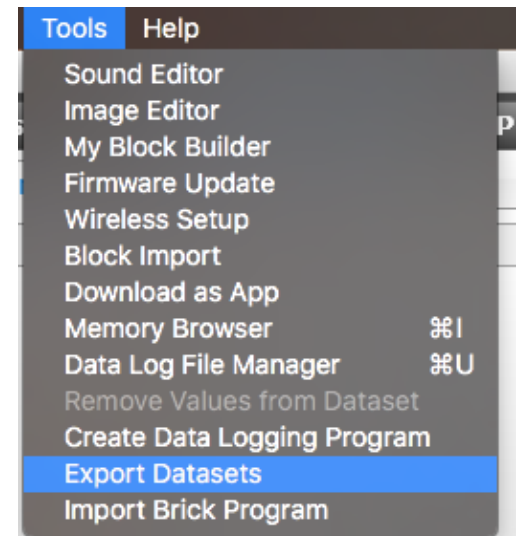 Tools Help
Sound Editor
Image Editor
My Block Builder
Firmware Update
Wireless Setup
Block Import
Download as App
Memory Browser ⌘I
Data Log File Manager ⌘U
Remove Values from Dataset
Create Data Logging Program
Export Datasets
Import Brick Program